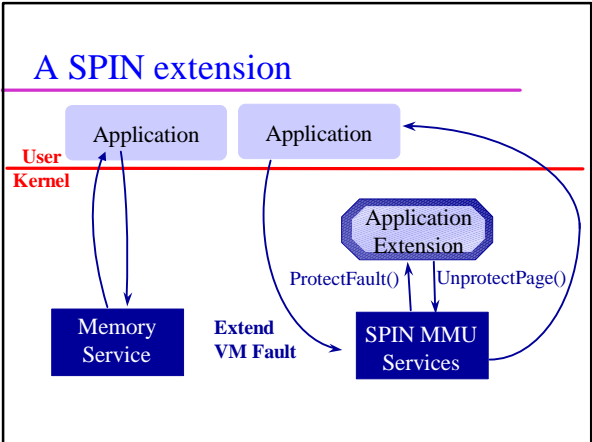 A SPIN extension
Application
Application
User
Kernel
Application
Extension
ProtectFault()
UnprotectPage()
Memory
Service
Extend
VM Fault
SPIN MMU
Services